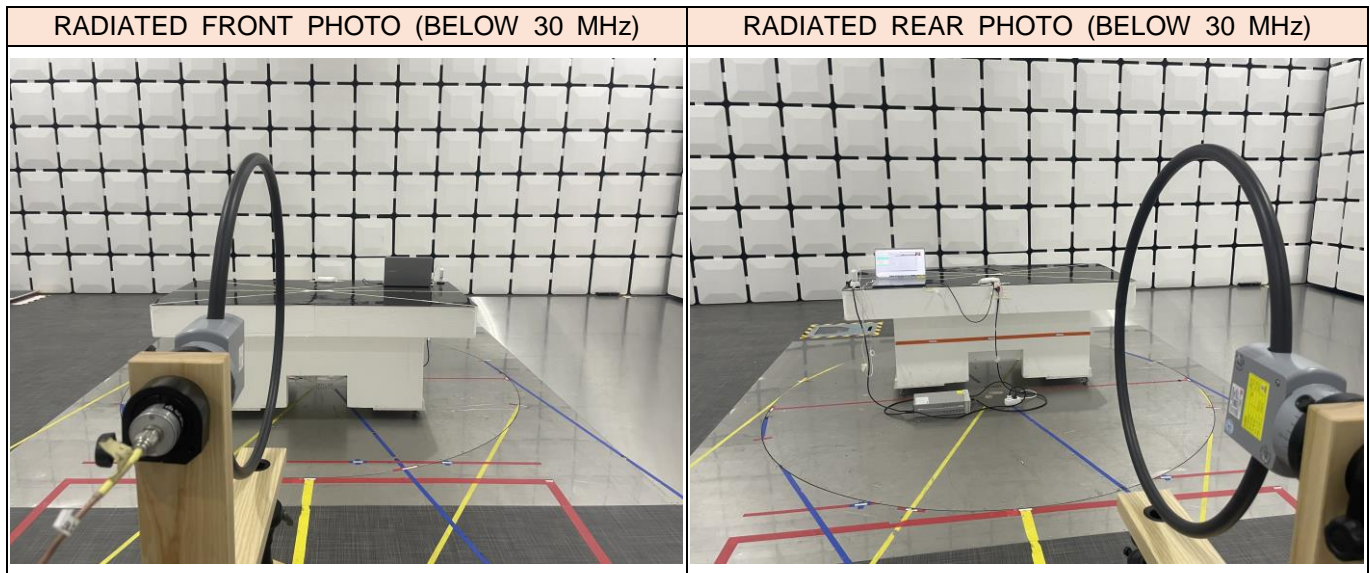 RADIATED FRONT PHOTO (BELOW 30 MHz)
RADIATED REAR PHOTO (BELOW 30 MHz)